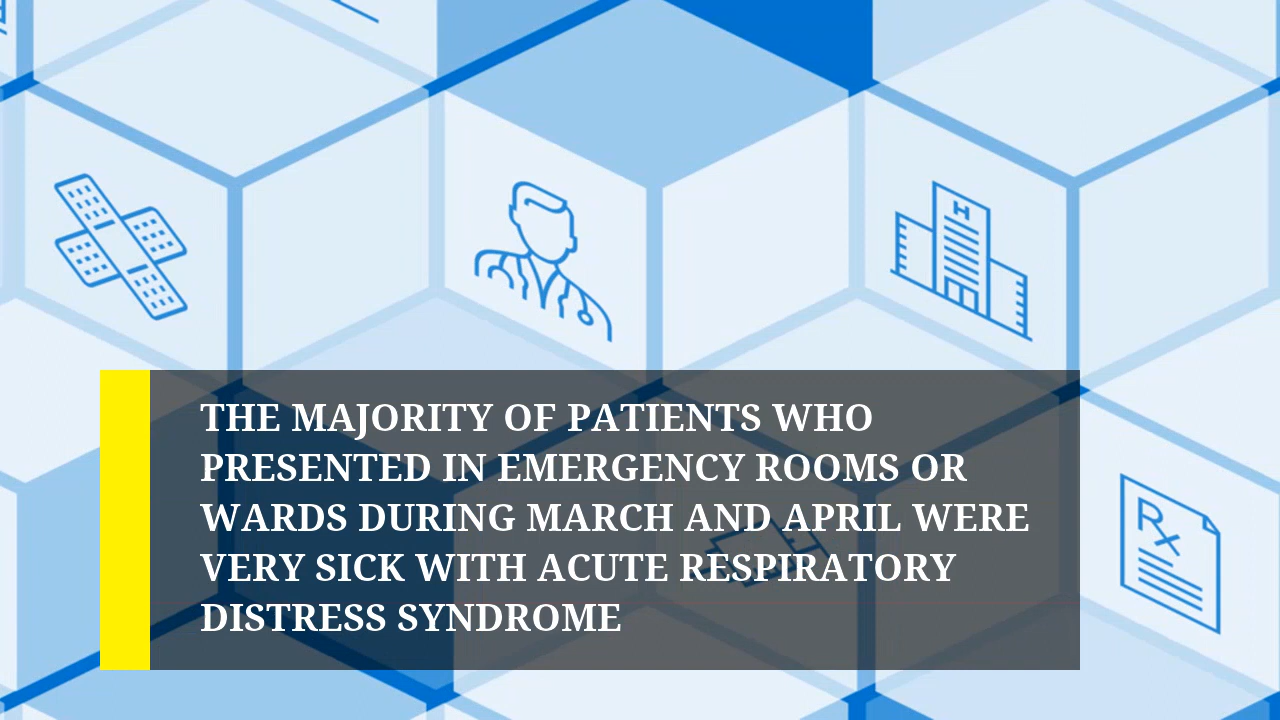 H
THE MAJORITY OF PATIENTS WHO
PRESENTED IN EMERGENCY ROOMS OR
WARDS DURING MARCH AND APRIL WERE
VERY SICK WITH ACUTE RESPIRATORY
DISTRESS SYNDROME
Rx